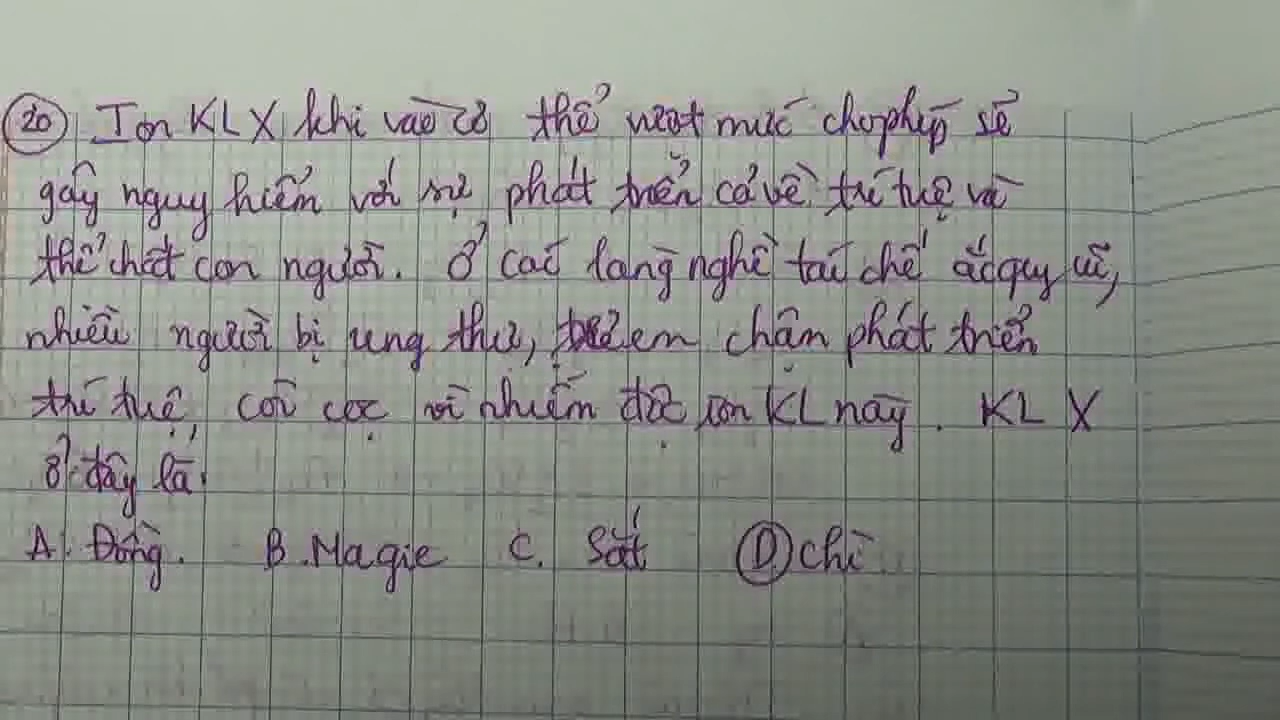 20 Ion KLX khi vào cơ thể vượt mức cho phép sẽ
gây nguy hiểm với sự phát triển cả về trí tuệ và
thể chất con người. Ở các làng nghề tái chế ắc quy cũ,
nhiều người bị ung thư, trẻ em chậm phát triển
trí tuệ, còi cọc vì nhiễm độc ion KL này. KL X
ở đây là:
A. Đồng. B. Magie C. Sắt D chì